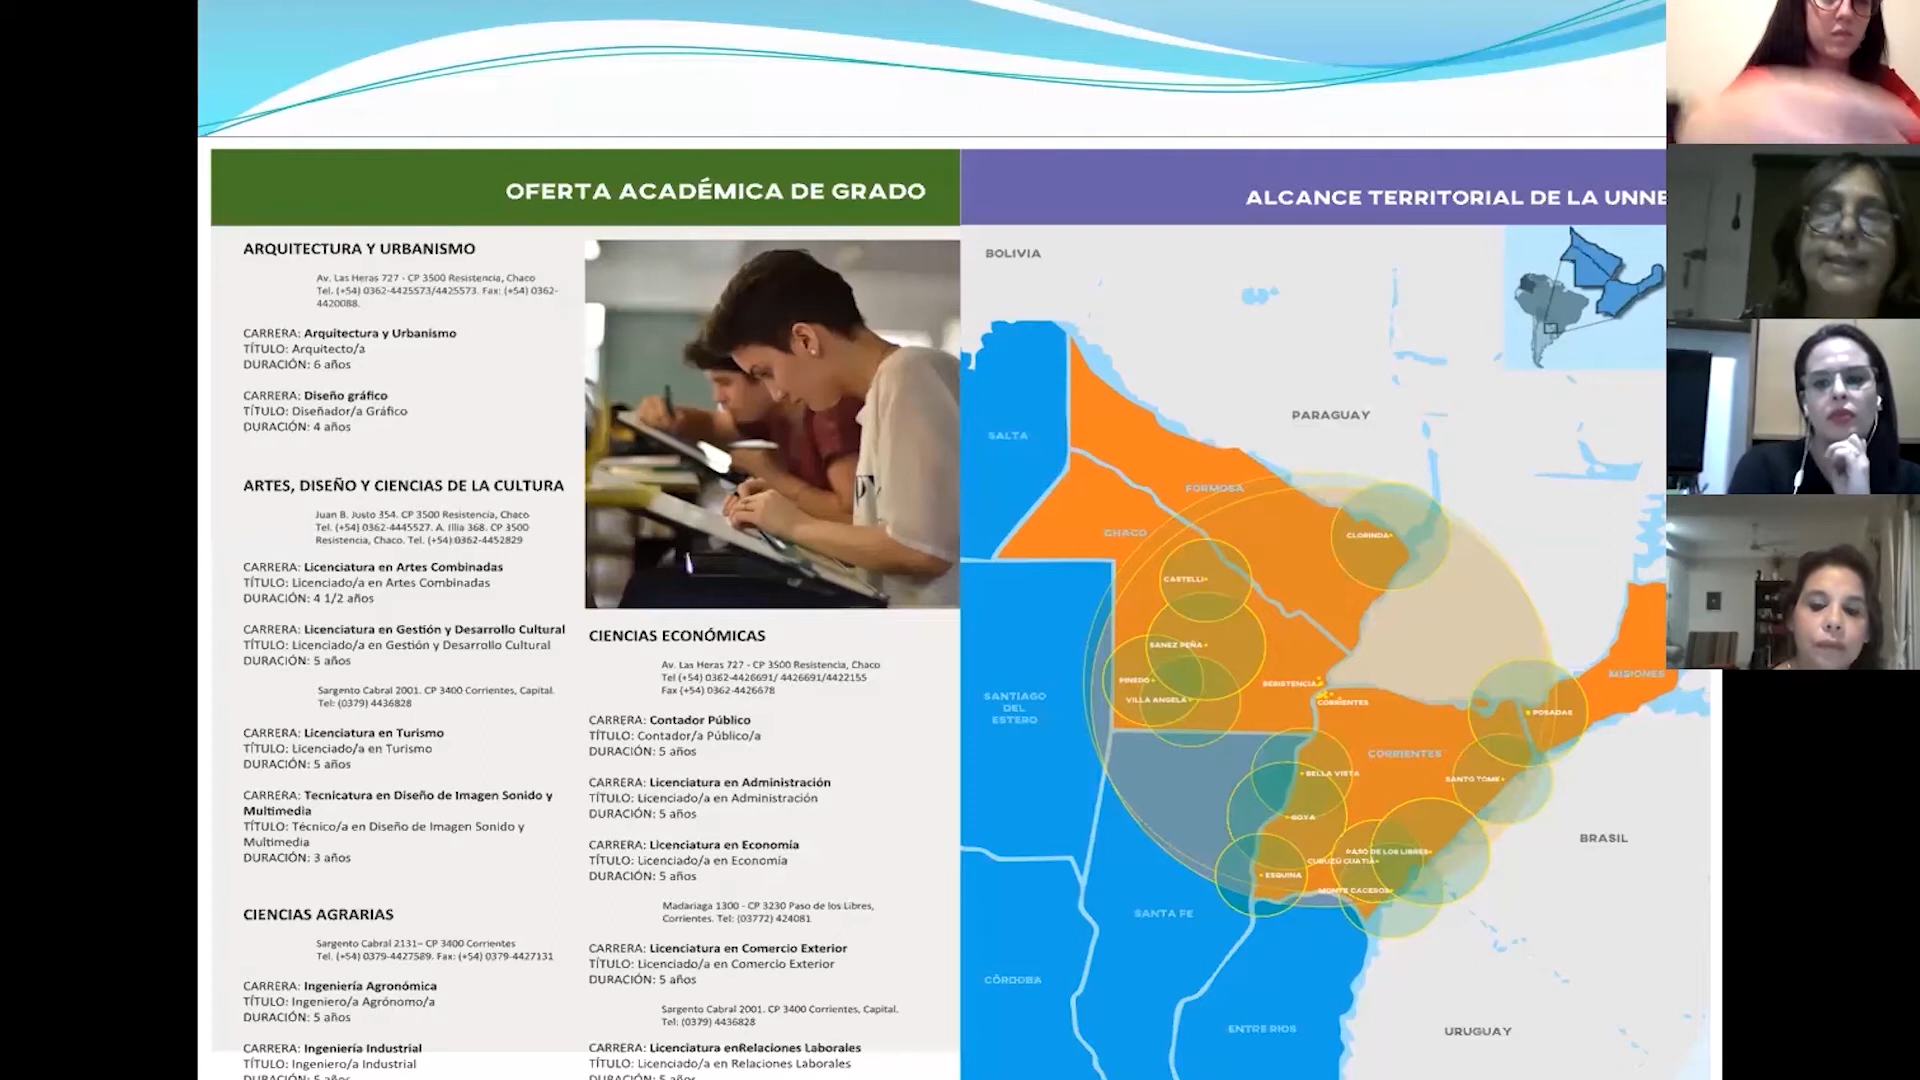 OFERTA ACADÉMICA DE GRADO
ARQUITECTURA Y URBANISMO
Av. Las Heras 727 - CP 3500 Resistencia, Chaco
Tel. (+54) 0362-4425573/4425573. Fax: (+54) 0362-
4420088.
CARRERA: Arquitectura y Urbanismo
TÍTULO: Arquitecto/a
DURACIÓN: 6 años
CARRERA: Diseño gráfico
TÍTULO: Diseñador/a Gráfico
DURACIÓN: 4 años
ARTES, DISEÑO Y CIENCIAS DE LA CULTURA
Juan B. Justo 354. CP 3500 Resistencia, Chaco
Tel. (+54) 0362-4445527. A. Illia 368. CP 3500
Resistencia, Chaco. Tel. (+54) 0362-4452829
CARRERA: Licenciatura en Artes Combinadas
TÍTULO: Licenciado/a en Artes Combinadas
DURACIÓN: 4 1/2 años
CARRERA: Licenciatura en Gestión y Desarrollo Cultural
TÍTULO: Licenciado/a en Gestión y Desarrollo Cultural
DURACIÓN: 5 años
Sargento Cabral 2001. CP 3400 Corrientes, Capital.
Tel: (0379) 4436828
CARRERA: Licenciatura en Turismo
TÍTULO: Licenciado/a en Turismo
DURACIÓN: 5 años
CARRERA: Tecnicatura en Diseño de Imagen Sonido y
Multimedia
TÍTULO: Técnico/a en Diseño de Imagen Sonido y
Multimedia
DURACIÓN: 3 años
CIENCIAS AGRARIAS
Sargento Cabral 2131– CP 3400 Corrientes
Tel. (+54) 0379-4427589. Fax: (+54) 0379-4427131
CARRERA: Ingeniería Agronómica
TÍTULO: Ingeniero/a Agrónomo/a
DURACIÓN: 5 años
CARRERA: Ingeniería Industrial
TÍTULO: Ingeniero/a Industrial
DURACIÓN: 5 años
CIENCIAS ECONÓMICAS
Av. Las Heras 727 - CP 3500 Resistencia, Chaco
Tel (+54) 0362-4426691/ 4426691/4422155
Fax (+54) 0362-4426678
CARRERA: Contador Público
TÍTULO: Contador/a Público/a
DURACIÓN: 5 años
CARRERA: Licenciatura en Administración
TÍTULO: Licenciado/a en Administración
DURACIÓN: 5 años
CARRERA: Licenciatura en Economía
TÍTULO: Licenciado/a en Economía
DURACIÓN: 5 años
Madariaga 1300 - CP 3230 Paso de los Libres,
Corrientes. Tel: (03772) 424081
CARRERA: Licenciatura en Comercio Exterior
TÍTULO: Licenciado/a en Comercio Exterior
DURACIÓN: 5 años
Sargento Cabral 2001. CP 3400 Corrientes, Capital.
Tel: (0379) 4436828
CARRERA: Licenciatura enRelaciones Laborales
TÍTULO: Licenciado/a en Relaciones Laborales
DURACIÓN: 5 años
ALCANCE TERRITORIAL DE LA UNNE
BOLIVIA
PARAGUAY
SALTA
FORMOSA
CHACO
CLORINDA
CASTELLI
SANEZ PEÑA
PINEDO
VILLA ANGELA
RESISTENCIA
CORRIENTES
MISIONES
POSADAS
SANTIAGO
DEL
ESTERO
CORRIENTES
BELLA VISTA
SANTO TOME
GOYA
PASO DE LOS LIBRES
CURUZÚ CUATIÁ
ESQUINA
MONTE CACEROS
BRASIL
SANTA FE
CÓRDOBA
ENTRE RIOS
URUGUAY